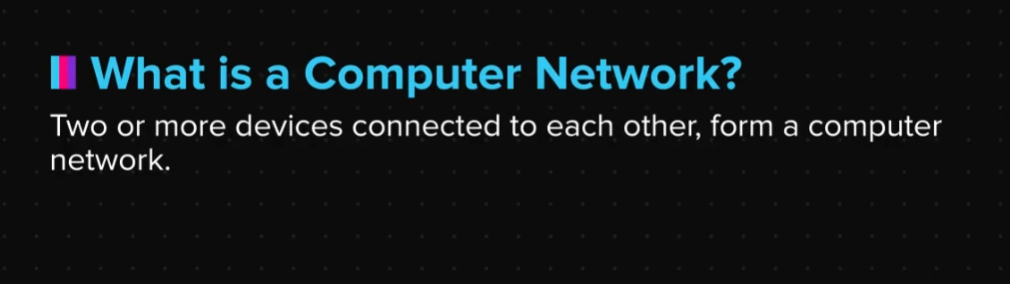 What is a Computer Network?
Two or more devices connected to each other, form a computer
network.